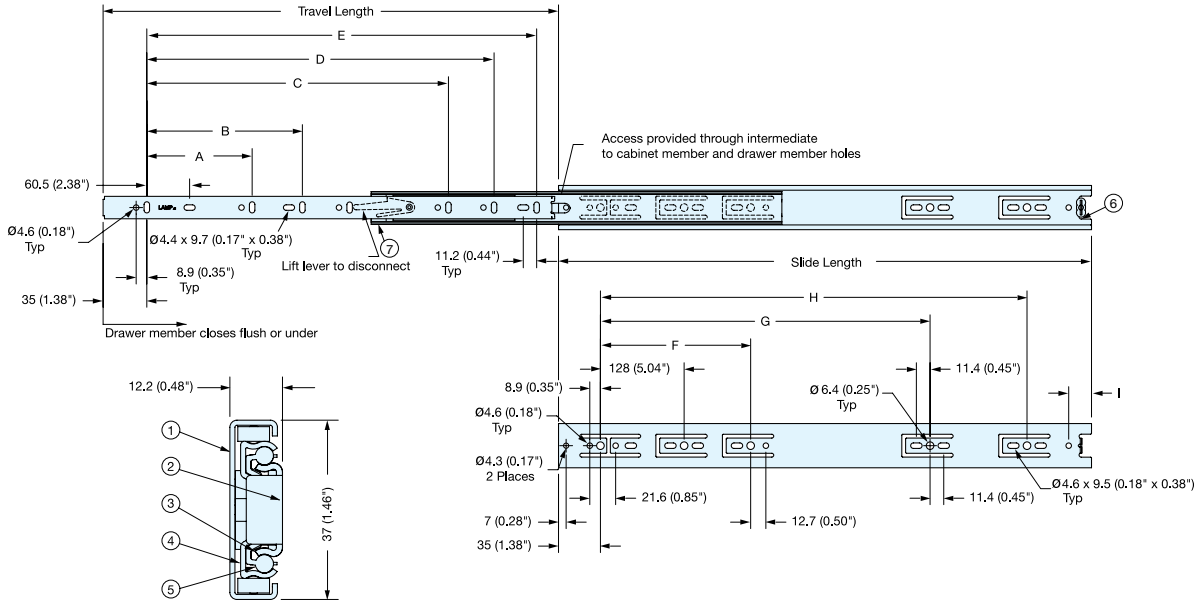 Travel Length
E
D
C
B
A
Access provided through intermediate
to cabinet member and drawer member holes
60.5 (2.38")
LAMP®
6
Ø4.6 (0.18")
Typ
Ø4.4 x 9.7 (0.17" x 0.38")
Typ
7
Lift lever to disconnect
11.2 (0.44")
Typ
Slide Length
8.9 (0.35")
Typ
35 (1.38")
Drawer member closes flush or under
H
G
F
128 (5.04")
11.4 (0.45")
I
8.9 (0.35")
Ø6.4 (0.25")
Typ
Ø4.6 (0.18")
Typ
Ø4.3 (0.17")
2 Places
Ø4.6 x 9.5 (0.18" x 0.38")
Typ
21.6 (0.85")
11.4 (0.45")
7 (0.28")
12.7 (0.50")
35 (1.38")
12.2 (0.48")
1
2
3
4
5
37 (1.46")